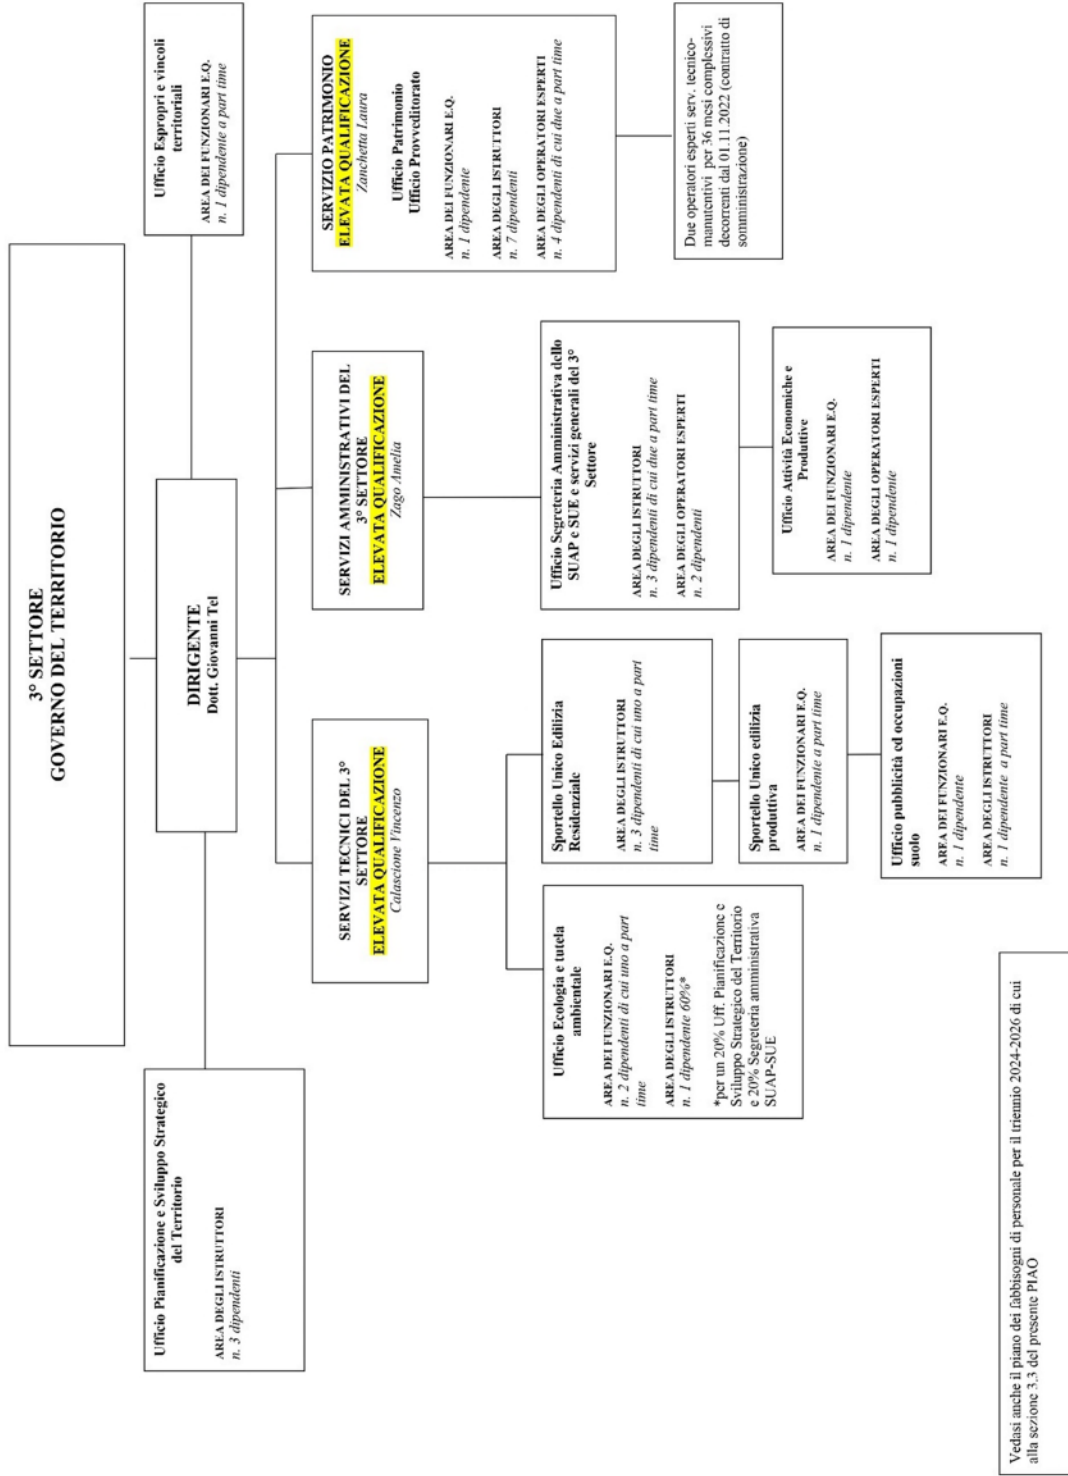 3° SETTORE
GOVERNO DEL TERRITORIO
DIRIGENTE
Dott. Giovanni Tel
Ufficio Pianificazione e Sviluppo Strategico
del Territorio
AREA DEGLI ISTRUTTORI
n. 3 dipendenti
Ufficio Espropri e vincoli
territoriali
AREA DEI FUNZIONARI E.Q.
n. 1 dipendente a part time
SERVIZI TECNICI DEL 3°
SETTORE
ELEVATA QUALIFICAZIONE
Calascione Vincenzo
SERVIZI AMMINISTRATIVI DEL
3° SETTORE
ELEVATA QUALIFICAZIONE
Zago Amelia
SERVIZIO PATRIMONIO
ELEVATA QUALIFICAZIONE
Zanchetta Laura
Ufficio Patrimonio
Ufficio Provveditorato
AREA DEI FUNZIONARI E.Q.
n. 1 dipendente
AREA DEGLI ISTRUTTORI
n. 7 dipendenti
AREA DEGLI OPERATORI ESPERTI
n. 4 dipendenti di cui due a part time
Ufficio Ecologia e tutela
ambientale
AREA DEI FUNZIONARI E.Q.
n. 2 dipendenti di cui uno a part
time
AREA DEGLI ISTRUTTORI
n. 1 dipendente 60%*
*per un 20% Uff. Pianificazione e
Sviluppo Strategico del Territorio
e 20% Segreteria amministrativa
SUAP-SUE
Sportello Unico Edilizia
Residenziale
AREA DEGLI ISTRUTTORI
n. 3 dipendenti di cui uno a part
time
Ufficio Segreteria Amministrativa dello
SUAP e SUE e servizi generali del 3°
Settore
AREA DEGLI ISTRUTTORI
n. 3 dipendenti di cui due a part time
AREA DEGLI OPERATORI ESPERTI
n. 2 dipendenti
Due operatori esperti serv. tecnico-
manutentivi per 36 mesi complessivi
decorrenti dal 01.11.2022 (contratto di
somministrazione)
Sportello Unico edilizia
produttiva
AREA DEI FUNZIONARI E.Q.
n. 1 dipendente a part time
Ufficio Attività Economiche e
Produttive
AREA DEI FUNZIONARI E.Q.
n. 1 dipendente
AREA DEGLI OPERATORI ESPERTI
n. 1 dipendente
Ufficio pubblicità ed occupazioni
suolo
AREA DEI FUNZIONARI E.Q.
n. 1 dipendente
AREA DEGLI ISTRUTTORI
n. 1 dipendente a part time
Vedasi anche il piano dei fabbisogni di personale per il triennio 2024-2026 di cui
alla sezione 3.3 del presente PIAO